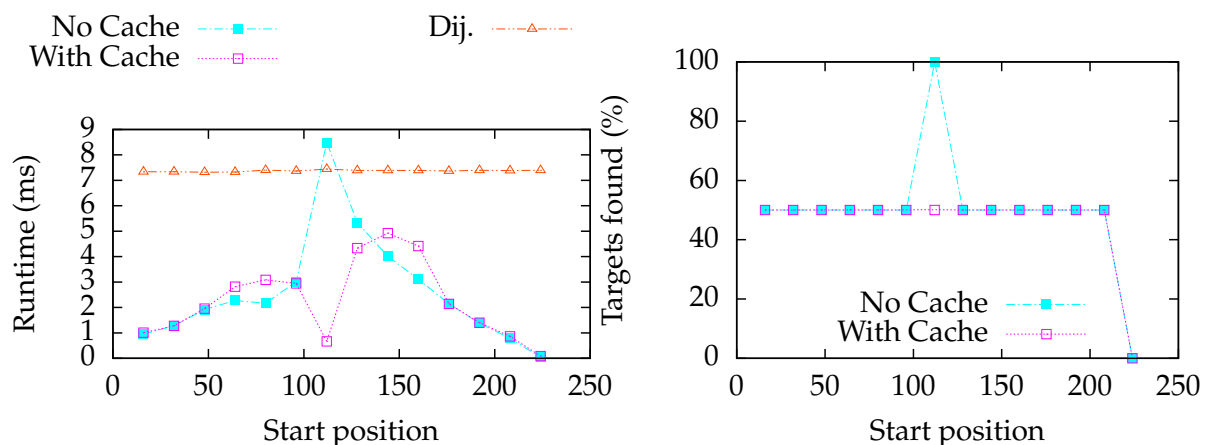 No Cache
With Cache
Dij.
Runtime (ms)
9
8
7
6
5
4
3
2
1
0
0 50 100 150 200 250
Start position
Targets found (%)
100
80
60
40
20
0
No Cache
With Cache
0 50 100 150 200 250
Start position